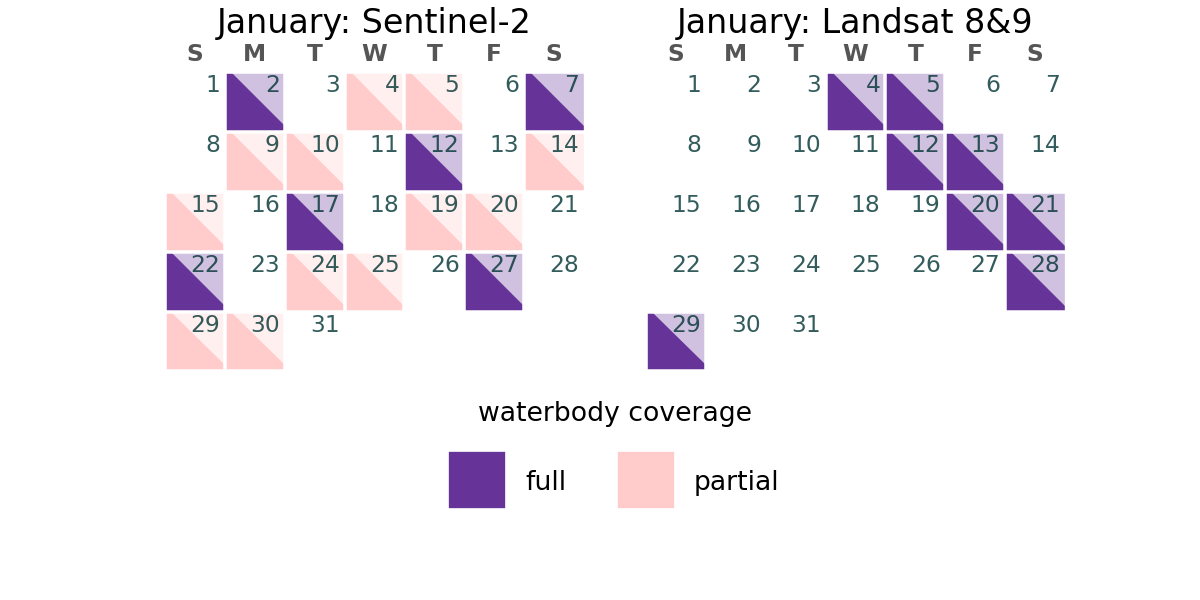 January: Sentinel-2
S M T W T F S
1 2 3 4 5 6 7
8 9 10 11 12 13 14
15 16 17 18 19 20 21
22 23 24 25 26 27 28
29 30 31
January: Landsat 8&9
S M T W T F S
1 2 3 4 5 6 7
8 9 10 11 12 13 14
15 16 17 18 19 20 21
22 23 24 25 26 27 28
29 30 31
waterbody coverage
full
partial